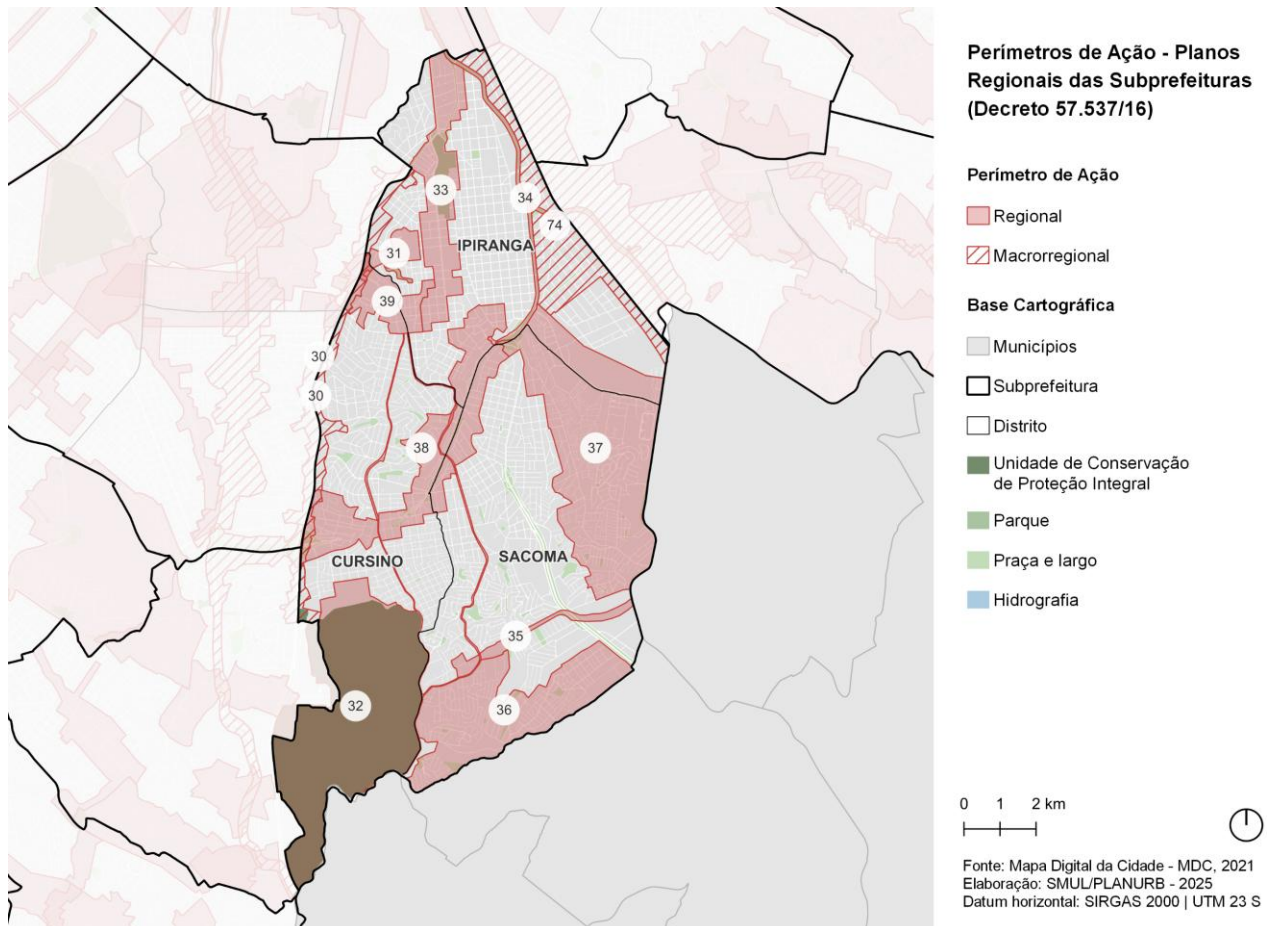 Perímetros de Ação - Planos
Regionais das Subprefeituras
(Decreto 57.537/16)
Perímetro de Ação
Regional
Macrorregional
Base Cartográfica
Municípios
Subprefeitura
Distrito
Unidade de Conservação
de Proteção Integral
Parque
Praça e largo
Hidrografia
0 1 2 km
Fonte: Mapa Digital da Cidade - MDC, 2021
Elaboração: SMUL/PLANURB - 2025
Datum horizontal: SIRGAS 2000 | UTM 23 S
33
34
74
IPIRANGA
31
39
30
30
38
37
CURSINO
SACOMA
35
32
36